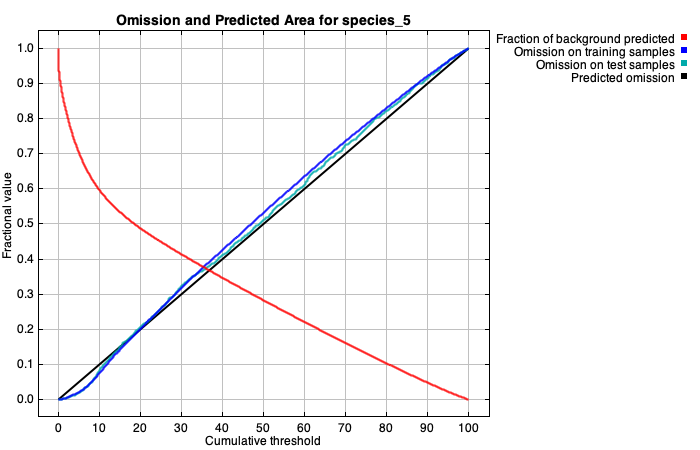 Omission and Predicted Area for species_5
Fraction of background predicted
Omission on training samples
Omission on test samples
Predicted omission
Fractional value
1.0
0.9
0.8
0.7
0.6
0.5
0.4
0.3
0.2
0.1
0.0
0 10 20 30 40 50 60 70 80 90 100
Cumulative threshold